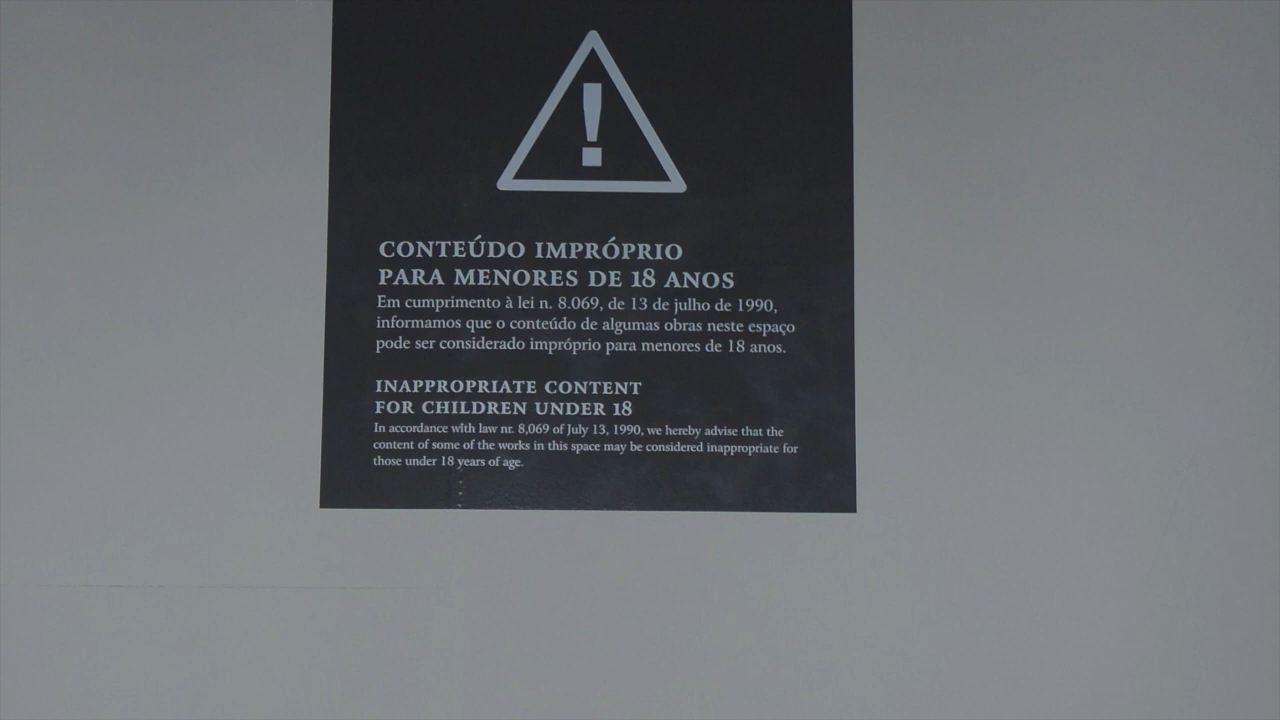 CONTEÚDO IMPRÓPRIO
PARA MENORES DE 18 ANOS
Em cumprimento à lei n. 8.069, de 13 de julho de 1990,
informamos que o conteúdo de algumas obras neste espaço
pode ser considerado impróprio para menores de 18 anos.
INAPPROPRIATE CONTENT
FOR CHILDREN UNDER 18
In accordance with law nr. 8,069 of July 13, 1990, we hereby advise that the
content of some of the works in this space may be considered inappropriate for
those under 18 years of age.